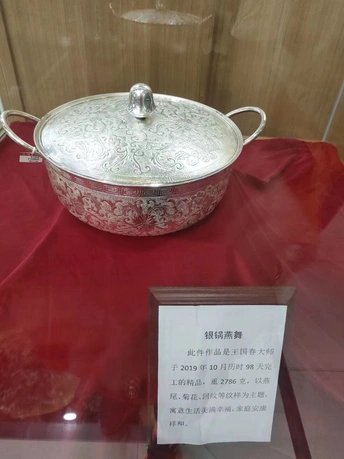 银锅燕舞
此件作品是王国春大师
于 2019 年 10 月历时 98 天完
工的精品，重 2786 克，以燕
尾、菊花、回纹等纹样为主题，
寓意生活美满幸福，家庭安康
祥和。